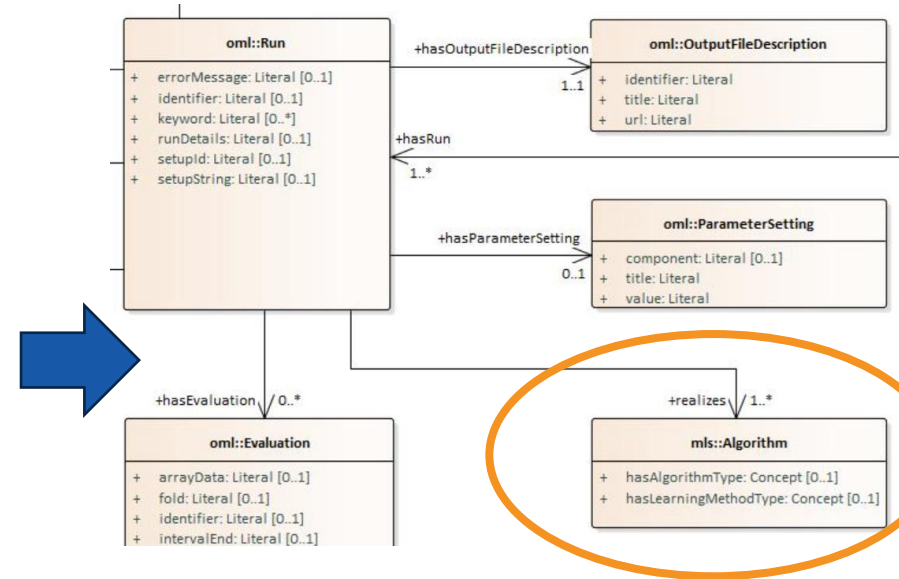 oml::Run
+ errorMessage: Literal [0..1]
+ identifier: Literal [0..1]
+ keyword: Literal [0..*]
+ runDetails: Literal [0..1]
+ setupId: Literal [0..1]
+ setupString: Literal [0..1]
+hasOutputFileDescription
1..1
oml::OutputFileDescription
+ identifier: Literal
+ title: Literal
+ url: Literal
+hasRun
1..*
+hasParameterSetting
0..1
oml::ParameterSetting
+ component: Literal [0..1]
+ title: Literal
+ value: Literal
+hasEvaluation 0..*
oml::Evaluation
+ arrayData: Literal [0..1]
+ fold: Literal [0..1]
+ identifier: Literal [0..1]
+ intervalEnd: Literal [0..1]
+realizes 1..*
mls::Algorithm
+ hasAlgorithmType: Concept [0..1]
+ hasLearningMethodType: Concept [0..1]